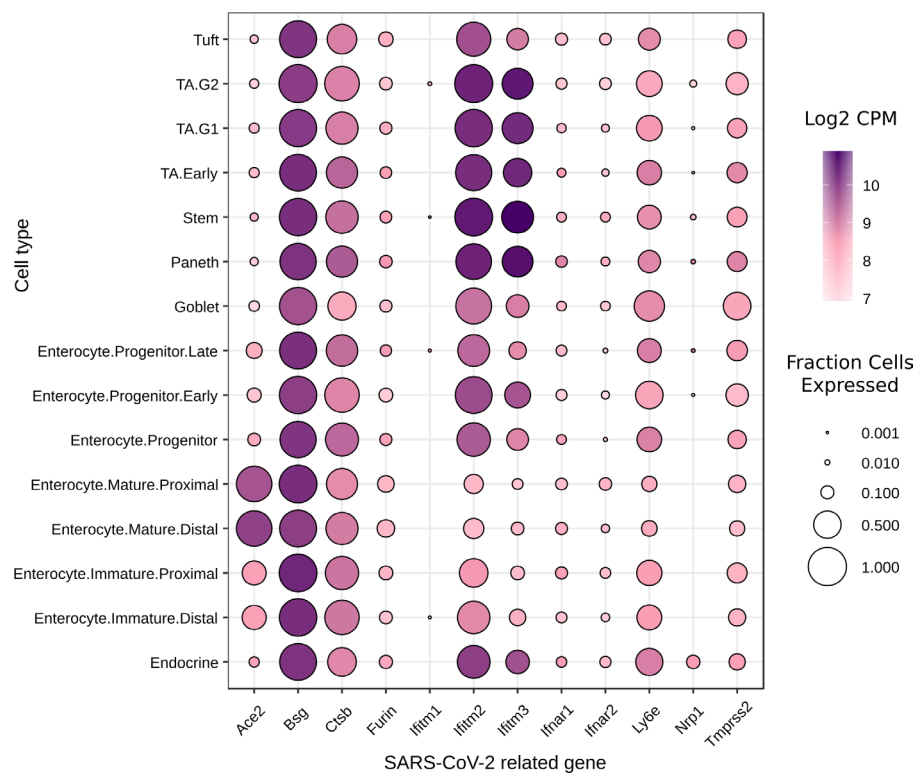 Cell type
Tuft
TA.G2
TA.G1
TA.Early
Stem
Paneth
Goblet
Enterocyte.Progenitor.Late
Enterocyte.Progenitor.Early
Enterocyte.Progenitor
Enterocyte.Mature.Proximal
Enterocyte.Mature.Distal
Enterocyte.Immature.Proximal
Enterocyte.Immature.Distal
Endocrine
Ace2
Bsg
Ctsb
Furin
Ifitm1
Ifitm2
Ifitm3
Ifnar1
Ifnar2
Ly6e
Nrp1
Tmprss2
SARS-CoV-2 related gene
Log2 CPM
10
9
8
7
Fraction Cells
Expressed
0.001
0.010
0.100
0.500
1.000